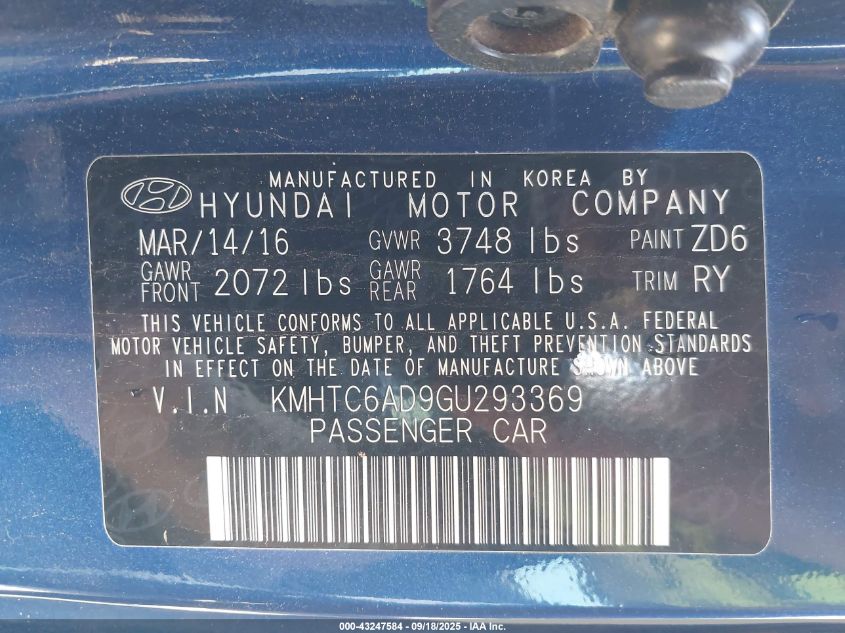 MANUFACTURED IN KOREA BY
HYUNDAI MOTOR COMPANY
MAR/14/16 GVWR 3748 lbs PAINT ZD6
GAWR FRONT 2072 lbs GAWR REAR 1764 lbs TRIM RY
THIS VEHICLE CONFORMS TO ALL APPLICABLE U.S.A. FEDERAL
MOTOR VEHICLE SAFETY, BUMPER, AND THEFT PREVENTION STANDARDS
IN EFFECT ON THE DATE OF MANUFACTURE SHOWN ABOVE
V.I.N KMHTC6AD9GU293369
PASSENGER CAR
000-43247584 - 09/18/2025 - IAA Inc.